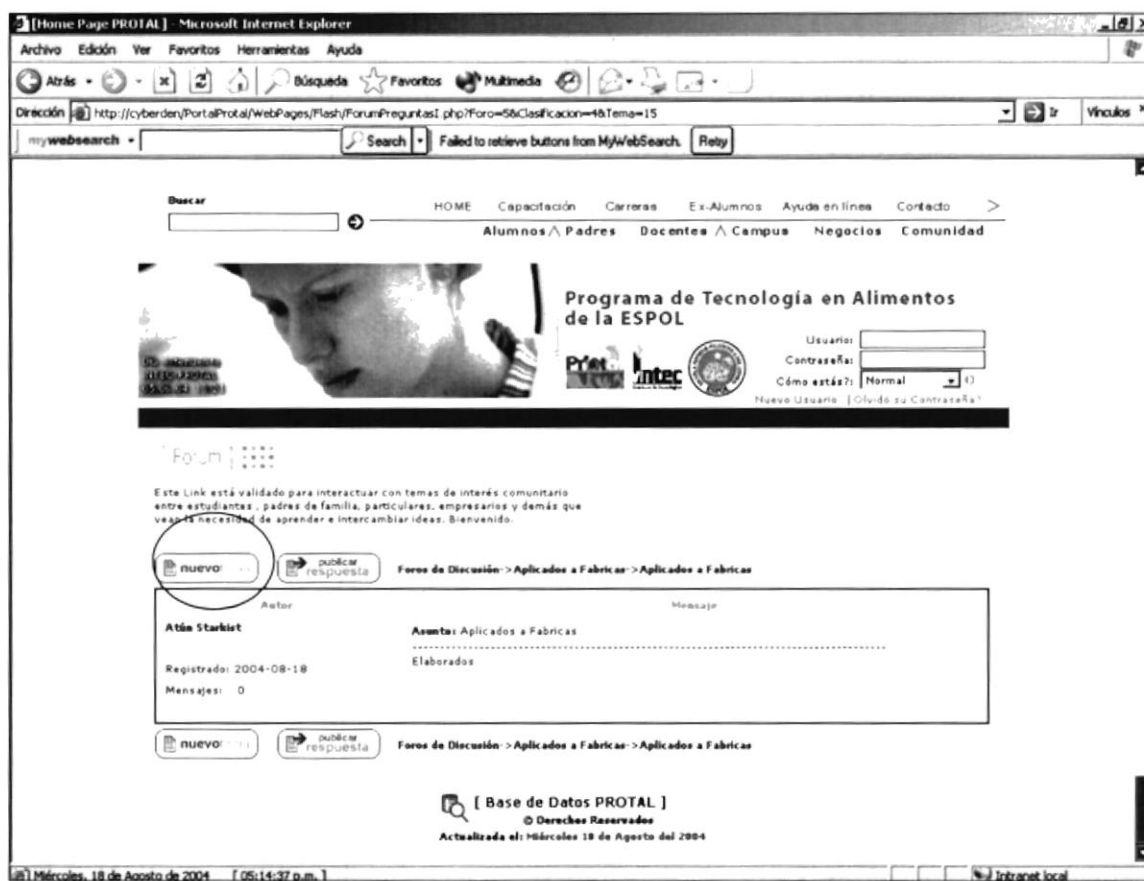 [Home Page PROTAL] - Microsoft Internet Explorer
Archivo Edición Ver Favoritos Herramientas Ayuda
Atrás Búsqueda Favoritos Multimedia
Dirección http://cyberden/PortalProtal/WebPages/Flash/ForumPreguntasI.php?Foro=5&Clasificacion=4&Tema=15 Ir Vínculos
mywebsearch Search Failed to retrieve buttons from MyWebSearch. Retry
Buscar
HOME Capacitación Carreras Ex-Alumnos Ayuda en línea Contacto >
Alumnos Padres Docentes Campus Negocios Comunidad
Programa de Tecnología en Alimentos
de la ESPOL
Usuario:
Contraseña:
Cómo estás?: Normal
Nuevo Usuario | Olvidó su Contraseña?
Forum
Este Link está validado para interactuar con temas de interés comunitario
entre estudiantes , padres de familia, particulares, empresarios y demás que
vean la necesidad de aprender e intercambiar ideas. Bienvenido.
nuevo publicar respuesta Foros de Discusión->Aplicados a Fabricas->Aplicados a Fabricas
Autor Mensaje
Atún Starkist Asunto: Aplicados a Fabricas
Elaborados
Registrado: 2004-08-18
Mensajes: 0
nuevo publicar respuesta Foros de Discusión->Aplicados a Fabricas->Aplicados a Fabricas
[ Base de Datos PROTAL ]
© Derechos Reservados
Actualizada el: Miércoles 18 de Agosto del 2004
Miércoles, 18 de Agosto de 2004 [ 05:14:37 p.m. ] Intranet local